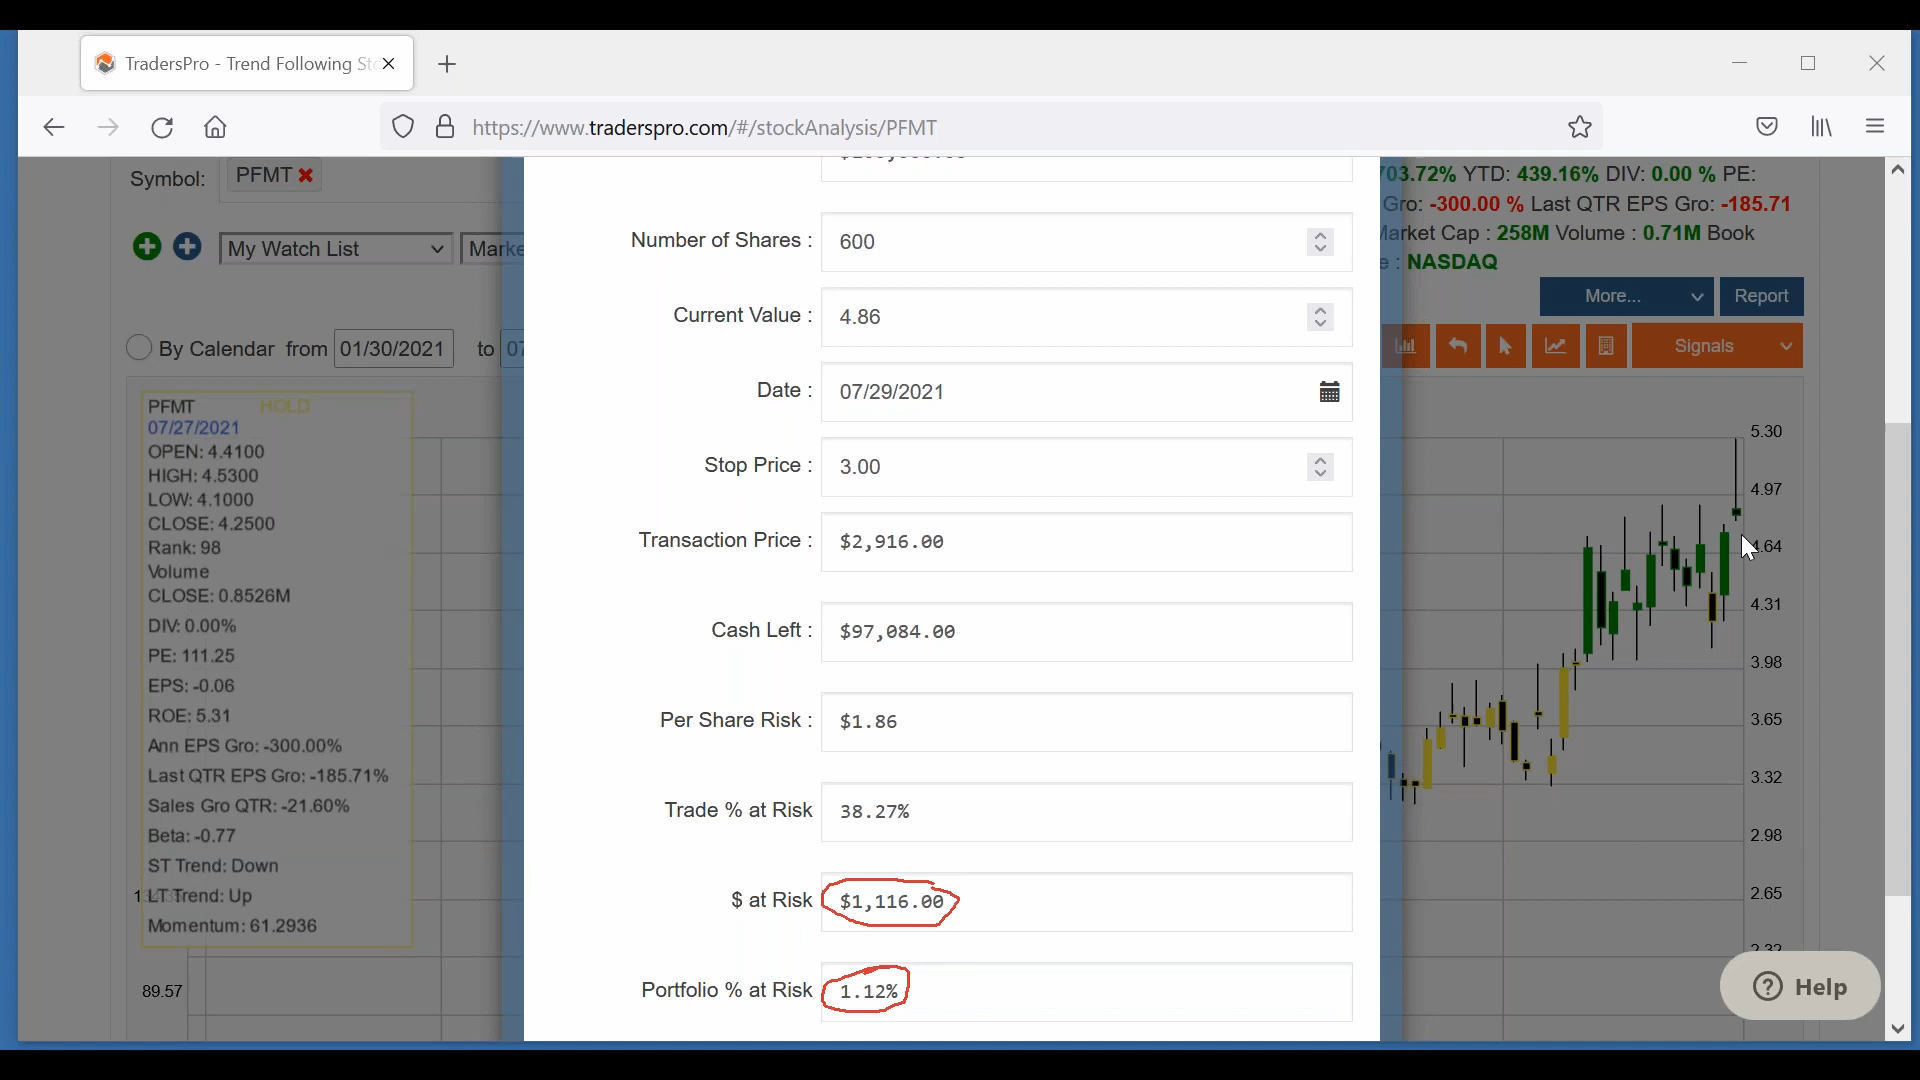 TradersPro - Trend Following Sto
https://www.traderspro.com/#/stockAnalysis/PFMT
Symbol: PFMT
703.72% YTD: 439.16% DIV: 0.00 % PE:
Gro: -300.00 % Last QTR EPS Gro: -185.71
Market Cap : 258M Volume : 0.71M Book
e : NASDAQ
My Watch List
Marke
More...
Report
By Calendar from 01/30/2021 to 07
Signals
PFMT HOLD
07/27/2021
OPEN: 4.4100
HIGH: 4.5300
LOW: 4.1000
CLOSE: 4.2500
Rank: 98
Volume
CLOSE: 0.8526M
DIV: 0.00%
PE: 111.25
EPS: -0.06
ROE: 5.31
Ann EPS Gro: -300.00%
Last QTR EPS Gro: -185.71%
Sales Gro QTR: -21.60%
Beta: -0.77
ST Trend: Down
LT Trend: Up
Momentum: 61.2936
89.57
Number of Shares : 600
Current Value : 4.86
Date : 07/29/2021
Stop Price : 3.00
Transaction Price : $2,916.00
Cash Left : $97,084.00
Per Share Risk : $1.86
Trade % at Risk 38.27%
$ at Risk $1,116.00
Portfolio % at Risk 1.12%
5.30
4.97
4.64
4.31
3.98
3.65
3.32
2.98
2.65
2.32
Help